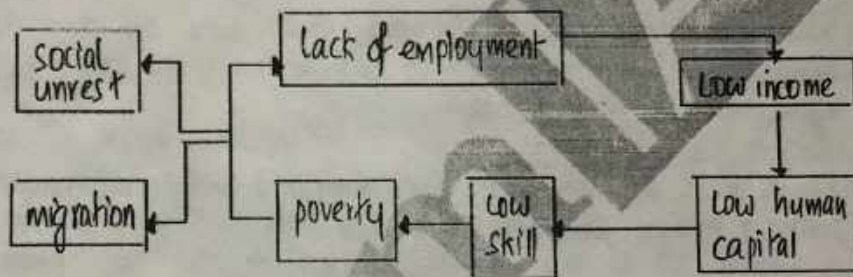 social
unrest
lack of employment
Low income
migration
poverty
Low
skill
Low human
capital